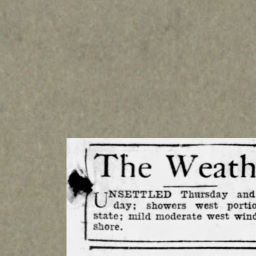 The Weath
UNSETTLED Thursday and
day; showers west portio
state; mild moderate west wind
shore.